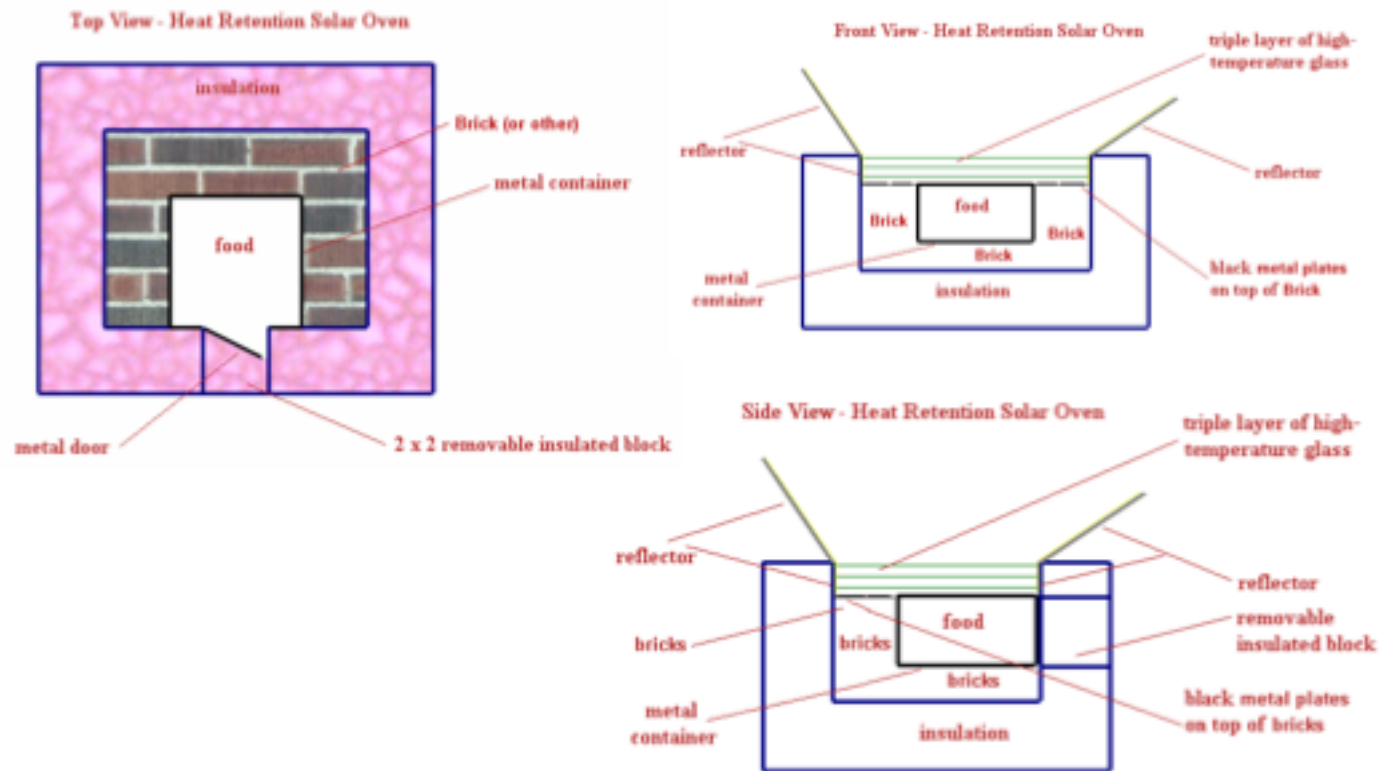 Top View - Heat Retention Solar Oven
insulation
Brick (or other)
metal container
food
metal door
2 x 2 removable insulated block
Front View - Heat Retention Solar Oven
triple layer of high-
temperature glass
reflector
reflector
food
Brick
Brick
Brick
metal
container
insulation
black metal plates
on top of Brick
Side View - Heat Retention Solar Oven
triple layer of high-
temperature glass
reflector
reflector
food
removable
insulated block
bricks
bricks
bricks
metal
container
insulation
black metal plates
on top of bricks